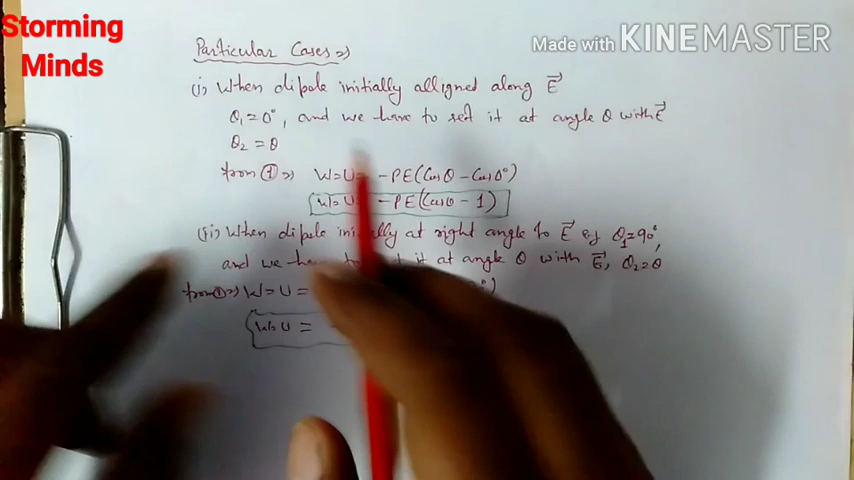 Storming
Minds
Made with KINEMASTER
Particular Cases ⇒
(i) When dipole initially alligned along E⃗
θ₁=0°, and we have to set it at angle θ with E⃗
θ₂ = θ
from ① ⇒ W=U= -PE(Cosθ - Cos0°)
W=U -PE(Cosθ - 1)
(ii) When dipole initially at right angle to E⃗ θ₁=90°,
and we have it at angle θ with E⃗, θ₂=θ
from ① ⇒ W=U =
W=U =